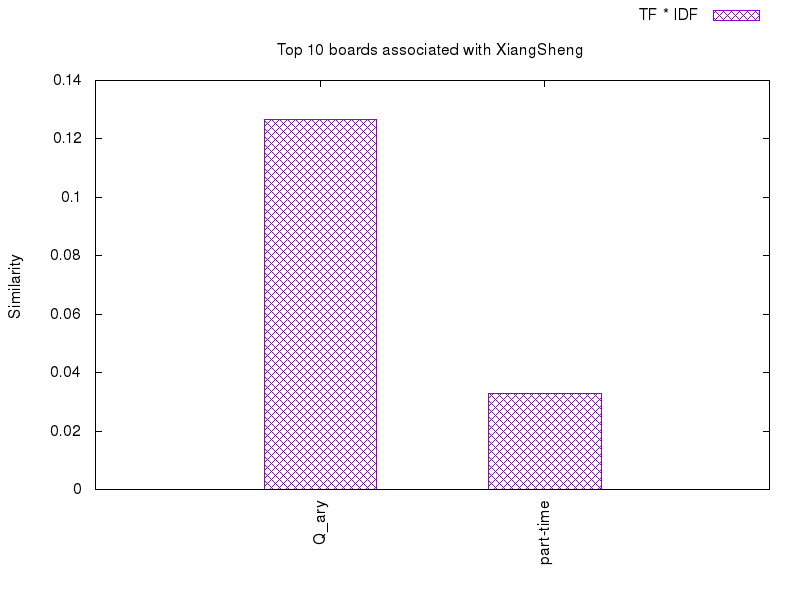 TF * IDF
Top 10 boards associated with XiangSheng
0.14
0.12
0.1
0.08
0.06
0.04
0.02
0
Similarity
Q_ary
part-time